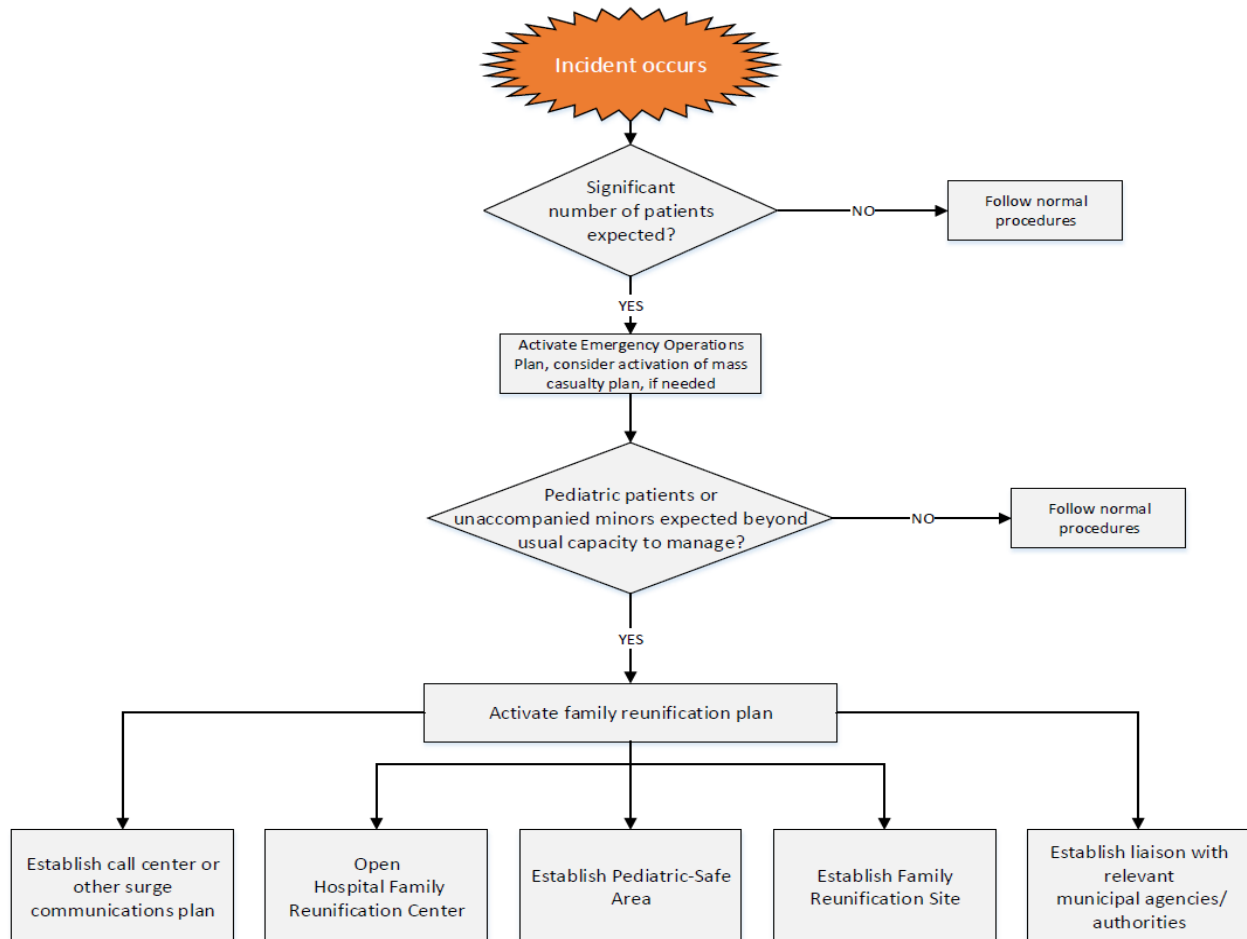 Incident occurs
Significant
number of patients
expected?
NO
Follow normal
procedures
YES
Activate Emergency Operations
Plan, consider activation of mass
casualty plan, if needed
Pediatric patients or
unaccompanied minors expected beyond
usual capacity to manage?
NO
Follow normal
procedures
YES
Activate family reunification plan
Establish call center or
other surge
communications plan
Open
Hospital Family
Reunification Center
Establish Pediatric-Safe
Area
Establish Family
Reunification Site
Establish liaison with
relevant
municipal agencies/
authorities